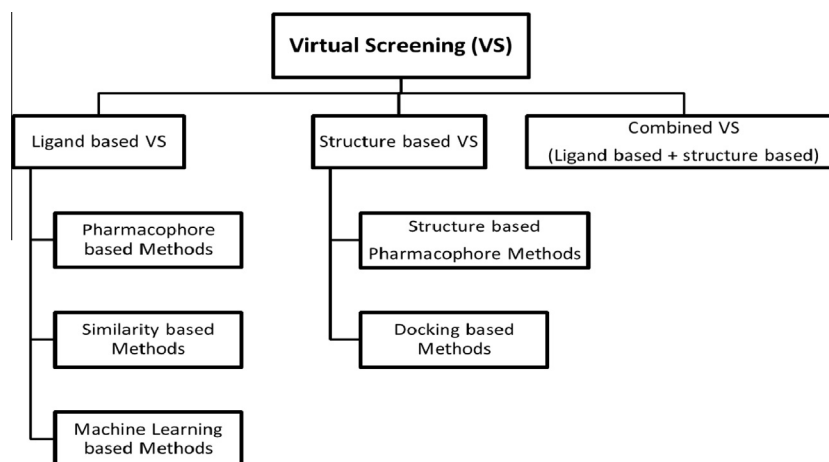 Virtual Screening (VS)
Ligand based VS
Structure based VS
Combined VS
(Ligand based + structure based)
Pharmacophore
based Methods
Structure based
Pharmacophore Methods
Similarity based
Methods
Docking based
Methods
Machine Learning
based Methods